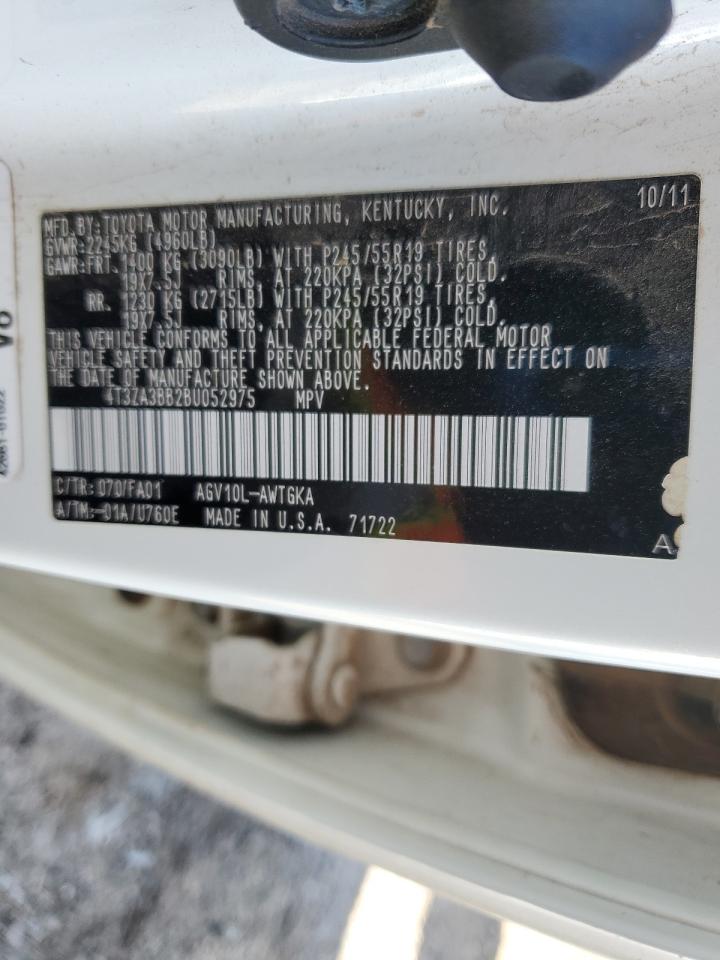 10/11
MFD.BY:TOYOTA MOTOR MANUFACTURING, KENTUCKY, INC.
GVWR:2245KG (4960LB)
GAWR:FRT. 1400 KG (3090LB) WITH P245/55R19 TIRES,
19X7.5J RIMS, AT 220KPA (32PSI) COLD.
RR. 1230 KG (2715LB) WITH P245/55R19 TIRES,
19X7.5J RIMS, AT 220KPA (32PSI) COLD.
THIS VEHICLE CONFORMS TO ALL APPLICABLE FEDERAL MOTOR
VEHICLE SAFETY AND THEFT PREVENTION STANDARDS IN EFFECT ON
THE DATE OF MANUFACTURE SHOWN ABOVE.
4T3ZA3BB2BU052975 MPV
C/TR:070/FA01 AGV10L-AWTGKA
A/TM:-01A/U760E MADE IN U.S.A. 71722
A